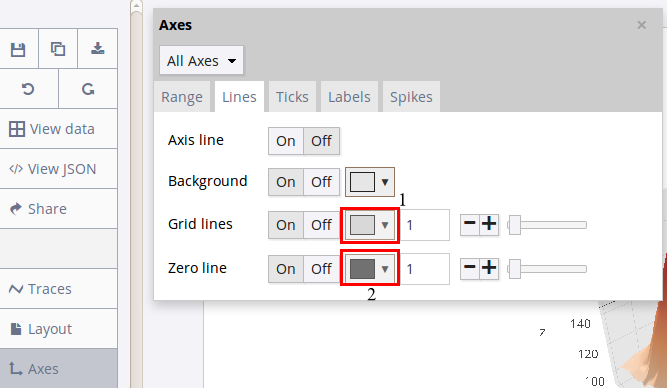 Axes ×
All Axes
Range Lines Ticks Labels Spikes
Axis line On Off
Background On Off
1
Grid lines On Off 1
Zero line On Off 1
2
View data
</> View JSON
Share
Traces
Layout
Axes
z
140
120
100